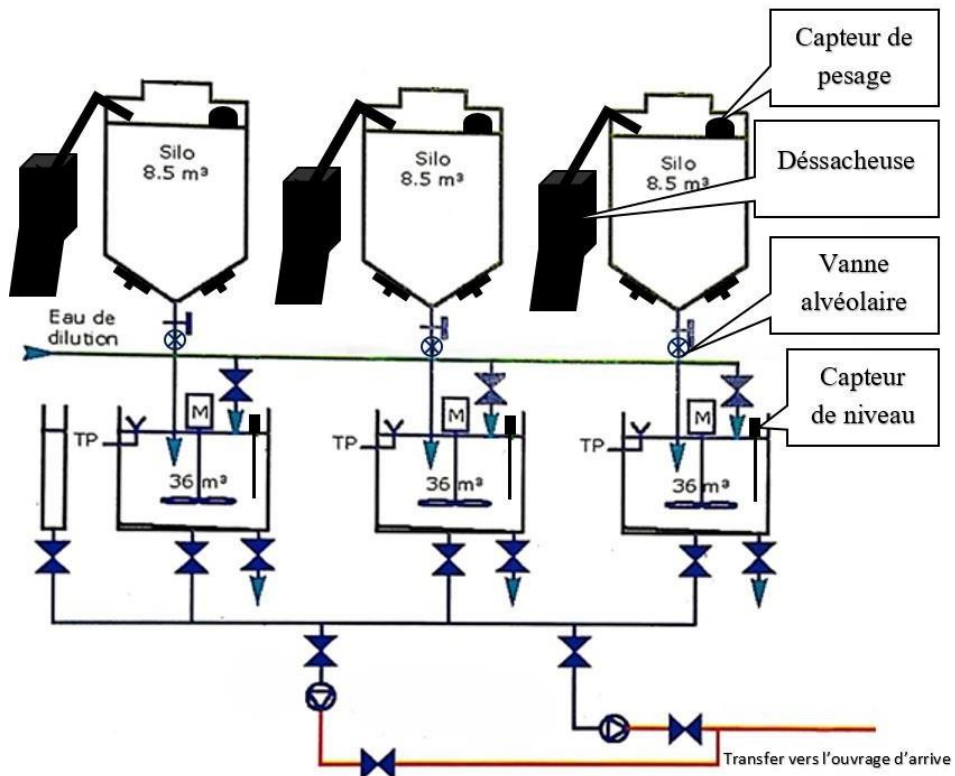 Capteur de
pesage
Silo
8.5 m³
Silo
8.5 m³
Silo
8.5 m³
Déssacheuse
Vanne
alvéolaire
Eau de
dilution
Capteur
de niveau
M
M
M
TP
TP
TP
36 m³
36 m³
36 m³
Transfer vers l'ouvrage d'arrive